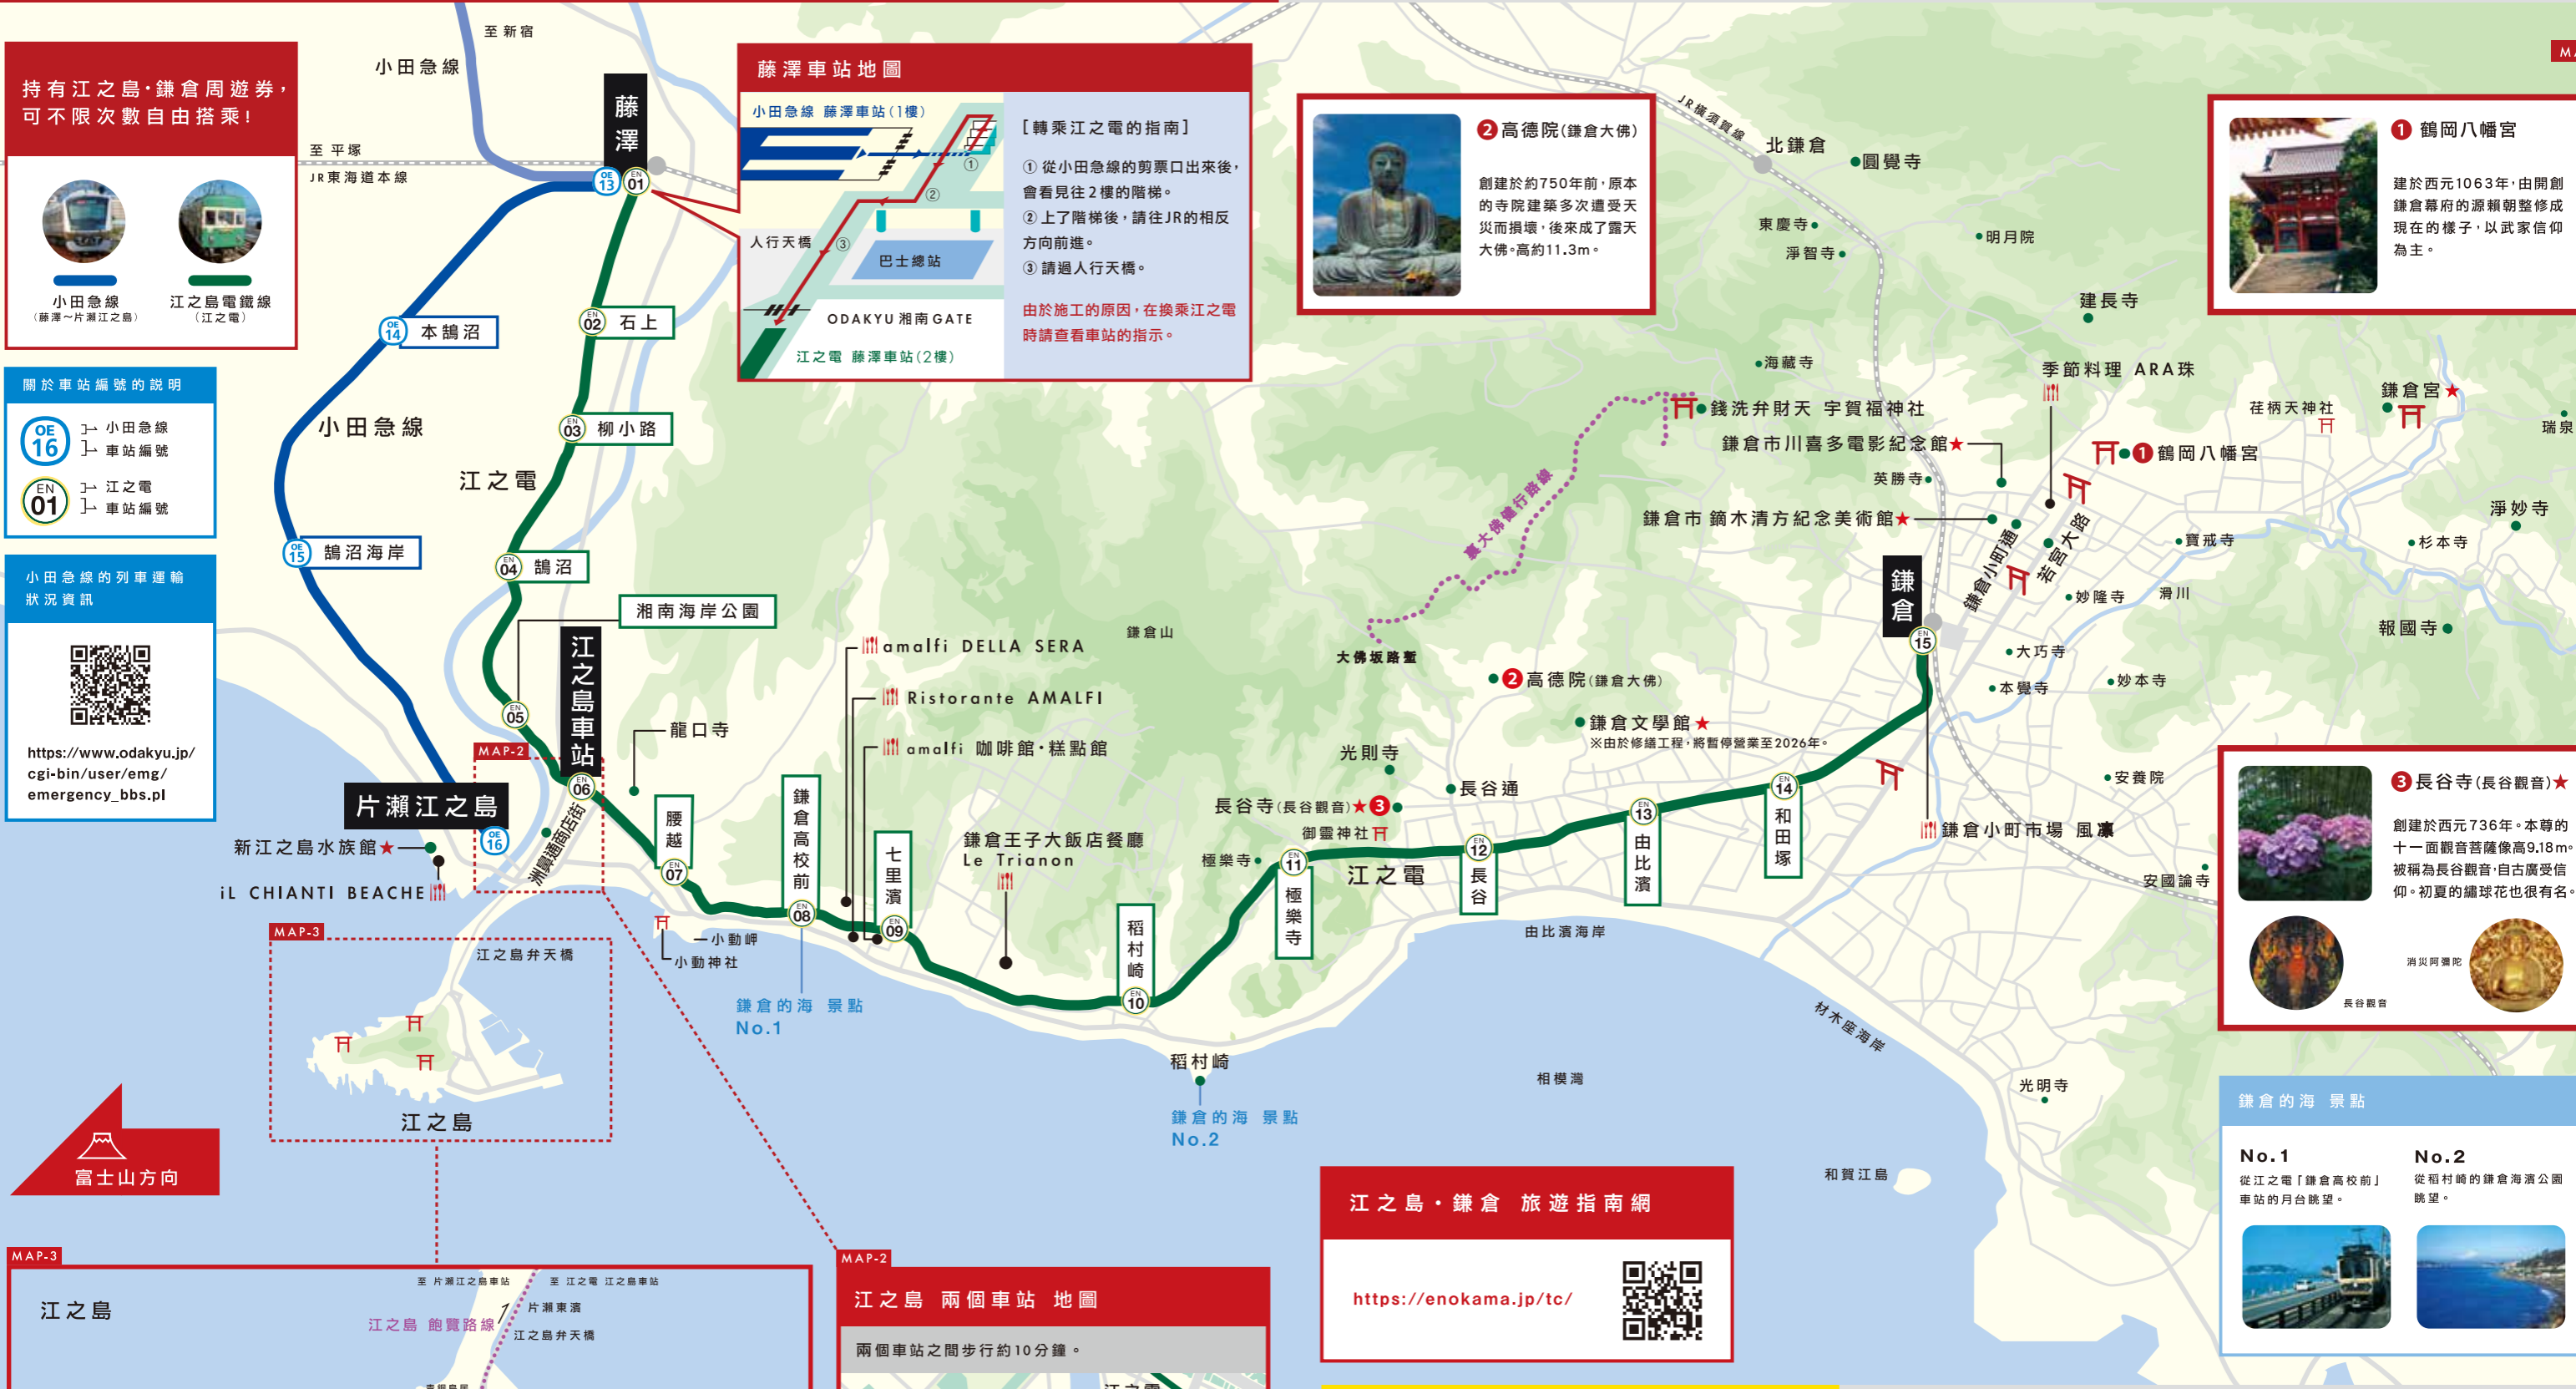 持有江之島・鎌倉周遊券，
可不限次數自由搭乘！
小田急線
（藤澤～片瀨江之島）
江之島電鐵線
（江之電）
關於車站編號的説明
OE
16
小田急線
車站編號
EN
01
江之電
車站編號
小田急線的列車運輸
狀況資訊
https://www.odakyu.jp/
cgi-bin/user/emg/
emergency_bbs.pl
至 新宿
小田急線
至 平塚
JR東海道本線
藤澤
OE
13
EN
01
OE
14
本鵠沼
EN
02
石上
小田急線
EN
03
柳小路
江之電
OE
15
鵠沼海岸
EN
04
鵠沼
湘南海岸公園
EN
05
江之島車站
MAP-2
EN
06
片瀨江之島
OE
16
洲鼻通商店街
新江之島水族館★
iL CHIANTI BEACHE
龍口寺
腰越
EN
07
小動岬
小動神社
鎌倉高校前
EN
08
鎌倉的海 景點
No.1
七里濱
EN
09
amalfi DELLA SERA
Ristorante AMALFI
amalfi 咖啡館・糕點館
鎌倉王子大飯店餐廳
Le Trianon
鎌倉山
稻村崎
EN
10
稻村崎
鎌倉的海 景點
No.2
極樂寺
EN
11
極樂寺
江之電
御靈神社
長谷寺(長谷觀音)★3
光則寺
長谷通
EN
12
長谷
EN
13
由比濱
EN
14
和田塚
由比濱海岸
相模灣
材木座海岸
和賀江島
光明寺
2 高德院(鎌倉大佛)
鎌倉文學館★
※由於修繕工程，將暫停營業至2026年。
大佛坂路塹
裏大佛健行路線
錢洗弁財天 宇賀福神社
鎌倉市川喜多電影紀念館★
英勝寺
鎌倉市 鏑木清方紀念美術館★
海藏寺
鎌倉
EN
15
鎌倉小町通
若宮大路
鎌倉小町市場 風凛
JR橫須賀線
北鎌倉
圓覺寺
東慶寺
淨智寺
明月院
建長寺
季節料理 ARA珠
1 鶴岡八幡宮
荏柄天神社
鎌倉宮★
瑞泉
淨妙寺
杉本寺
寶戒寺
報國寺
妙隆寺
滑川
大巧寺
本覺寺
妙本寺
安養院
安國論寺
藤澤車站地圖
小田急線 藤澤車站(1樓)
①
②
③
人行天橋
巴士總站
ODAKYU 湘南 GATE
江之電 藤澤車站(2樓)
［轉乘江之電的指南］
① 從小田急線的剪票口出來後，
會看見往2樓的階梯。
② 上了階梯後，請往JR的相反
方向前進。
③ 請過人行天橋。
由於施工的原因，在換乘江之電
時請查看車站的指示。
2 高德院(鎌倉大佛)
創建於約750年前，原本
的寺院建築多次遭受天
災而損壞，後來成了露天
大佛。高約11.3m。
MA
1 鶴岡八幡宮
建於西元1063年，由開創
鎌倉幕府的源賴朝整修成
現在的樣子，以武家信仰
為主。
3 長谷寺(長谷觀音)★
創建於西元736年。本尊的
十一面觀音菩薩像高9.18m。
被稱為長谷觀音，自古廣受信
仰。初夏的繡球花也很有名。
長谷觀音
消災阿彌陀
鎌倉的海 景點
No.1
從江之電「鎌倉高校前」
車站的月台眺望。
No.2
從稻村崎的鎌倉海濱公園
眺望。
MAP-3
江之島弁天橋
江之島
富士山方向
MAP-3
江之島
至 片瀨江之島車站
至 江之電 江之島車站
片瀨東濱
江之島 飽覽路線
江之島弁天橋
MAP-2
江之島 兩個車站 地圖
兩個車站之間步行約10分鐘。
江之島・鎌倉 旅遊指南網
https://enokama.jp/tc/